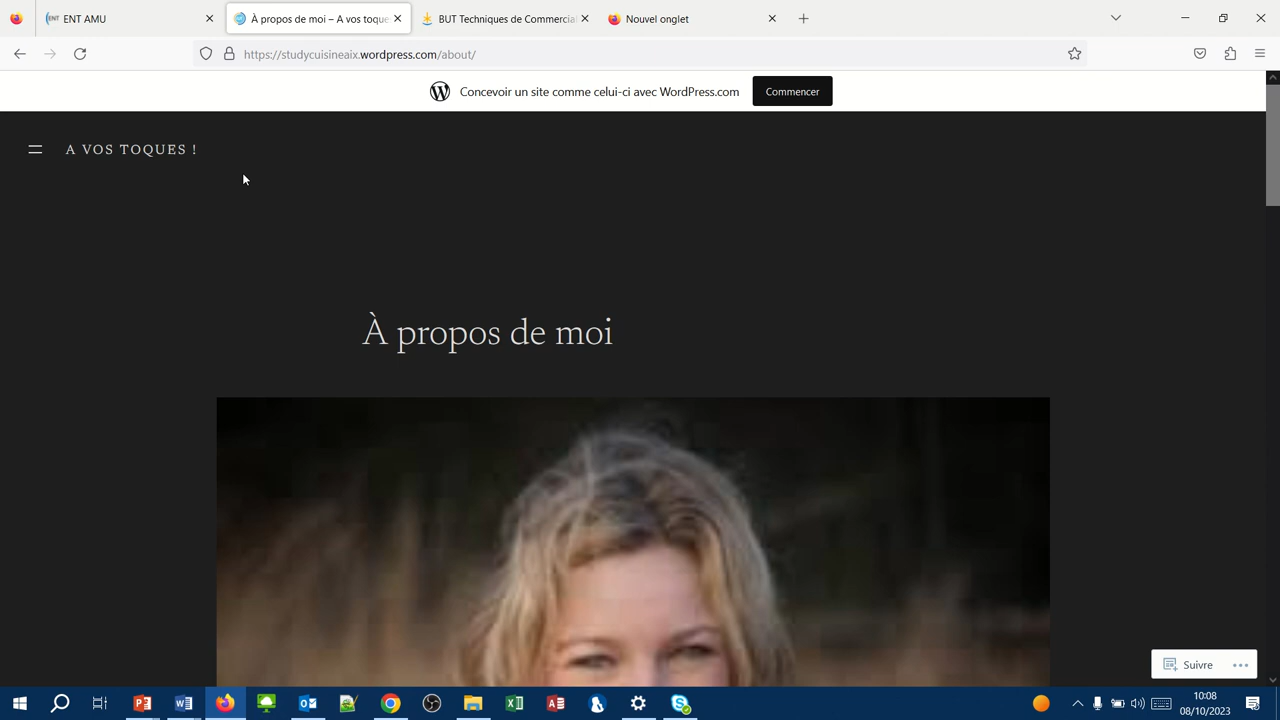 ENT ENT AMU
À propos de moi – A vos toque
BUT Techniques de Commercia
Nouvel onglet
https://studycuisineaix.wordpress.com/about/
Concevoir un site comme celui-ci avec WordPress.com
Commencer
A VOS TOQUES !
À propos de moi
Suivre
10:08
08/10/2023